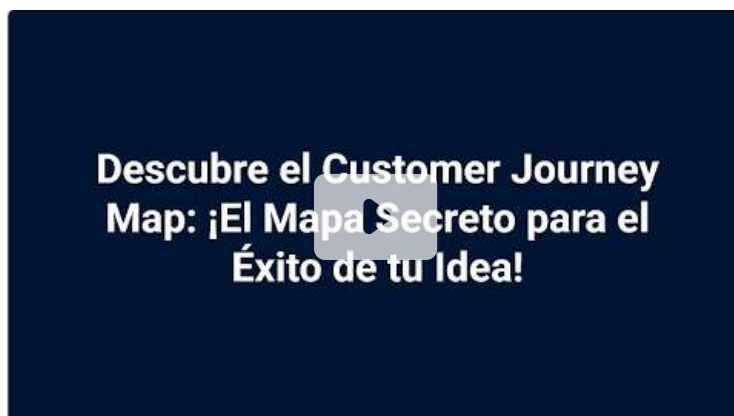 Descubre el Customer Journey
Map: ¡El Mapa Secreto para el
Éxito de tu Idea!